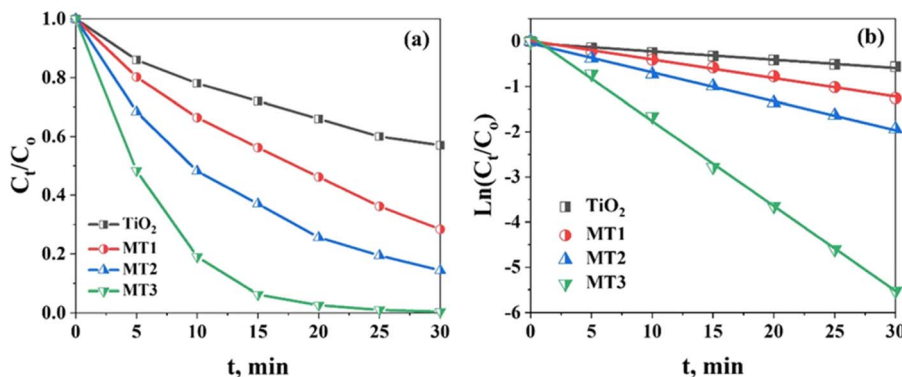 (a)
1.0
0.8
0.6
0.4
0.2
0.0
Cₜ/Cₒ
TiO₂
MT1
MT2
MT3
0 5 10 15 20 25 30
t, min
(b)
0
-1
-2
-3
-4
-5
-6
Ln(Cₜ/Cₒ)
TiO₂
MT1
MT2
MT3
0 5 10 15 20 25 30
t, min